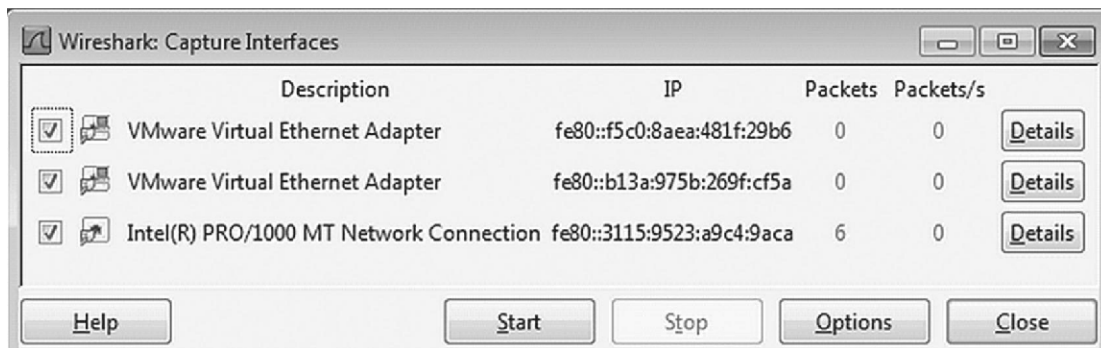 Wireshark: Capture Interfaces
Description IP Packets Packets/s
VMware Virtual Ethernet Adapter fe80::f5c0:8aea:481f:29b6 0 0 Details
VMware Virtual Ethernet Adapter fe80::b13a:975b:269f:cf5a 0 0 Details
Intel(R) PRO/1000 MT Network Connection fe80::3115:9523:a9c4:9aca 6 0 Details
Help Start Stop Options Close